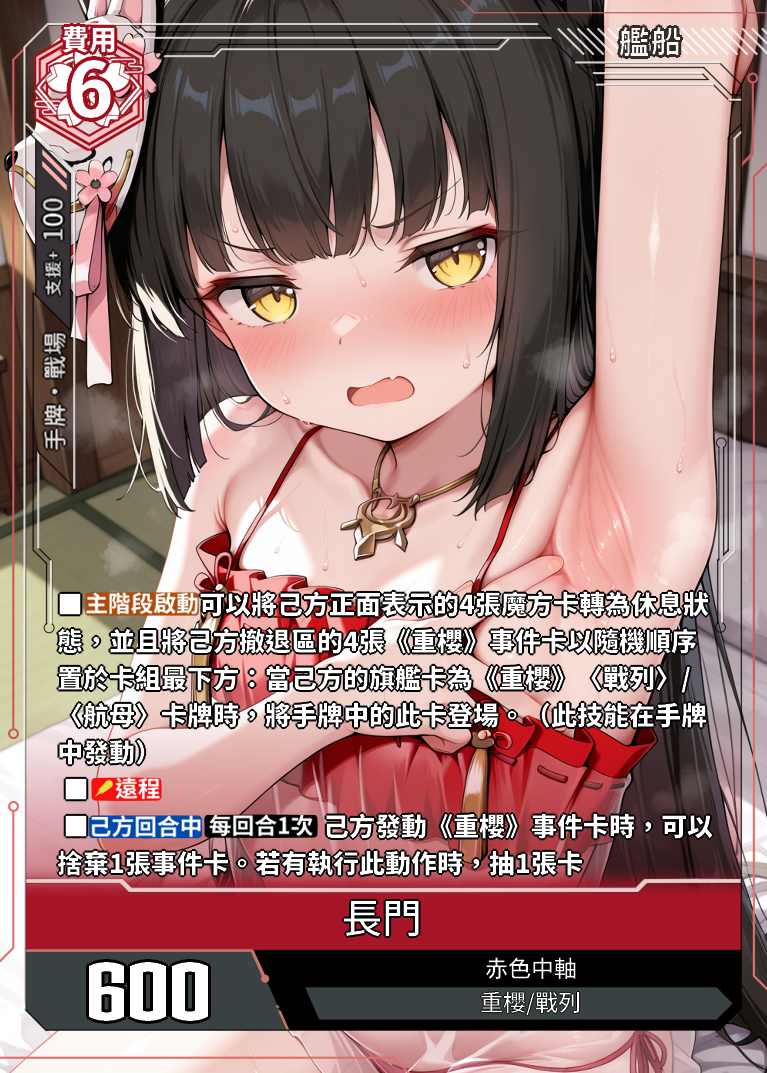 費用
6
艦船
支援+ 100
手牌・戰場
■主階段啟動可以將己方正面表示的4張魔方卡轉為休息狀
態，並且將己方撤退區的4張《重櫻》事件卡以隨機順序
置於卡組最下方：當己方的旗艦卡為《重櫻》〈戰列〉/
〈航母〉卡牌時，將手牌中的此卡登場。（此技能在手牌
中發動）
■遠程
■己方回合中 每回合1次 己方發動《重櫻》事件卡時，可以
捨棄1張事件卡。若有執行此動作時，抽1張卡
長門
600
赤色中軸
重櫻/戰列